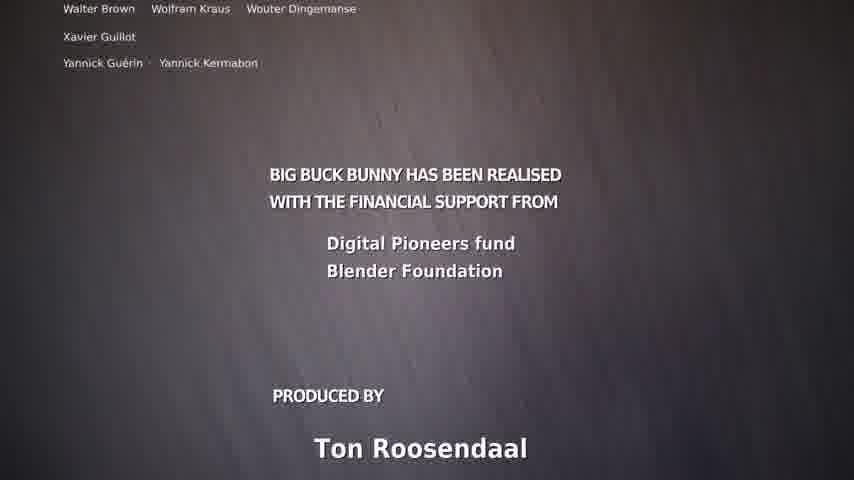 Walter Brown Wolfram Kraus Wouter Dingemanse
Xavier Guillot
Yannick Guérin Yannick Kermabon
BIG BUCK BUNNY HAS BEEN REALISED
WITH THE FINANCIAL SUPPORT FROM
Digital Pioneers fund
Blender Foundation
PRODUCED BY
Ton Roosendaal